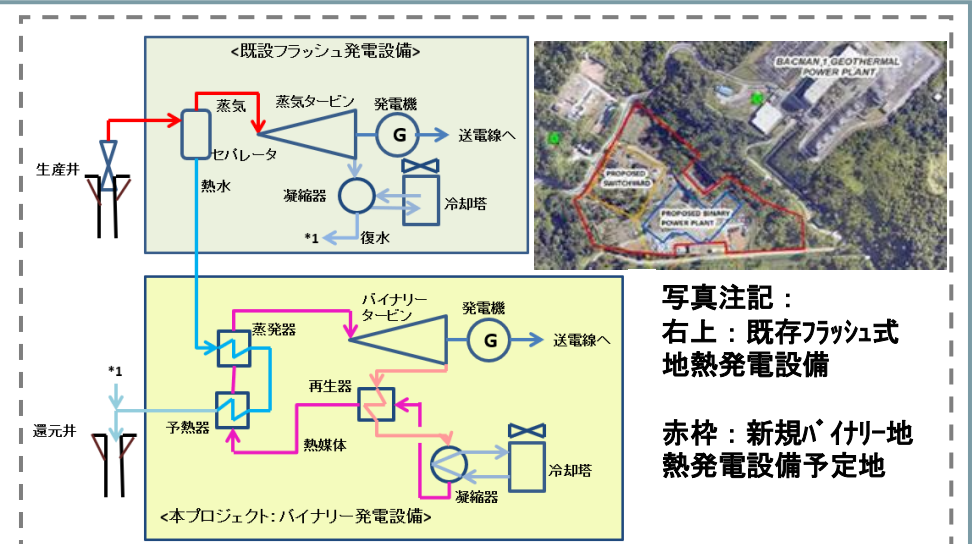 <既設フラッシュ発電設備>
蒸気
蒸気タービン
発電機
G
送電線へ
生産井
セパレータ
熱水
凝縮器
冷却塔
*1
復水
BACMAN 1 GEOTHERMAL
POWER PLANT
PROPOSED
SWITCHYARD
PROPOSED BINARY
POWER PLANT
バイナリー
タービン
発電機
G
送電線へ
蒸発器
*1
再生器
予熱器
還元井
熱媒体
冷却塔
凝縮器
<本プロジェクト：バイナリー発電設備>
写真注記：
右上：既存フラッシュ式
地熱発電設備
赤枠：新規バイナリー地
熱発電設備予定地